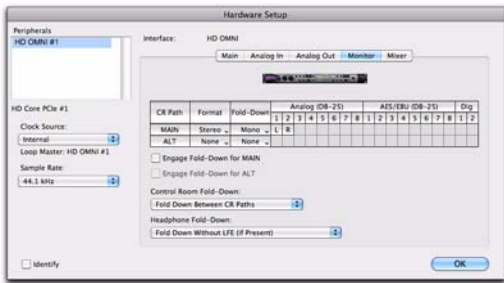 Hardware Setup
Peripherals
HD OMNI #1
Interface: HD OMNI
Main Analog In Analog Out Monitor Mixer
HD Core PCIe #1
Clock Source:
Internal
Loop Master: HD OMNI #1
Sample Rate:
44.1 kHz
CR Path Format Fold-Down Analog (DB-25) AES/EBU (DB-25) Dig
1 2 3 4 5 6 7 8 1 2 3 4 5 6 7 8 1 2
MAIN Stereo Mono L R
ALT None None
Engage Fold-Down for MAIN
Engage Fold-Down for ALT
Control Room Fold-Down:
Fold Down Between CR Paths
Headphone Fold-Down:
Fold Down Without LFE (if Present)
Identify
OK